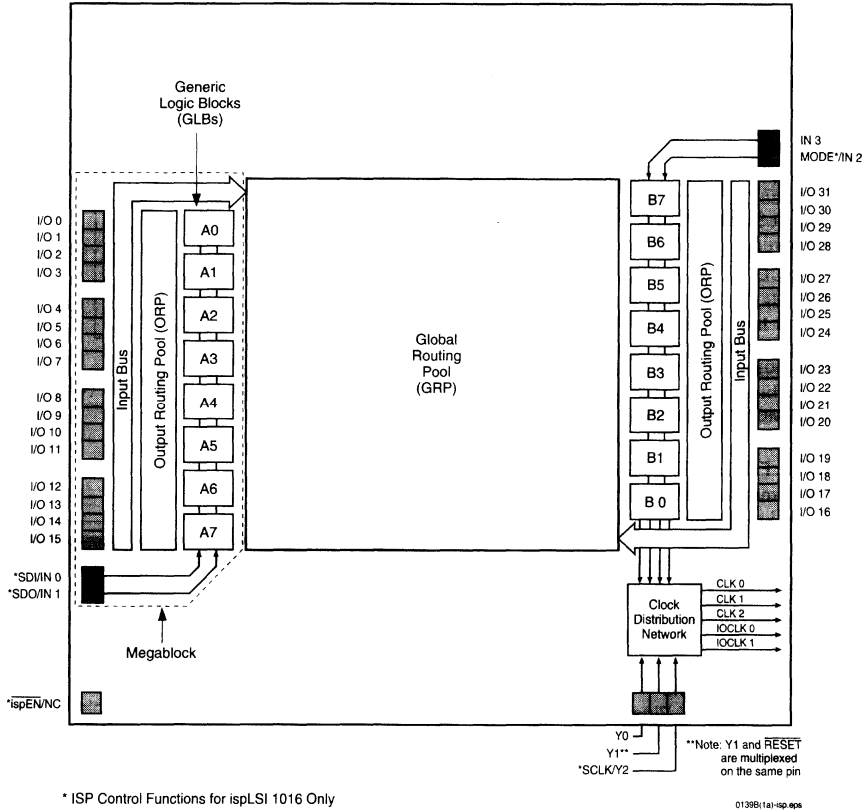 Generic
Logic Blocks
(GLBs)
IN 3
MODE*/IN 2
I/O 0
I/O 1
I/O 2
I/O 3
I/O 4
I/O 5
I/O 6
I/O 7
I/O 8
I/O 9
I/O 10
I/O 11
I/O 12
I/O 13
I/O 14
I/O 15
*SDI/IN 0
*SDO/IN 1
Input Bus
Output Routing Pool (ORP)
A0
A1
A2
A3
A4
A5
A6
A7
Megablock
Global
Routing
Pool
(GRP)
B7
B6
B5
B4
B3
B2
B1
B 0
Output Routing Pool (ORP)
Input Bus
I/O 31
I/O 30
I/O 29
I/O 28
I/O 27
I/O 26
I/O 25
I/O 24
I/O 23
I/O 22
I/O 21
I/O 20
I/O 19
I/O 18
I/O 17
I/O 16
Clock
Distribution
Network
CLK 0
CLK 1
CLK 2
IOCLK 0
IOCLK 1
*ispEN/NC
Y0
Y1**
*SCLK/Y2
**Note: Y1 and RESET
are multiplexed
on the same pin
* ISP Control Functions for ispLSI 1016 Only
0139B(1a)-isp.eps